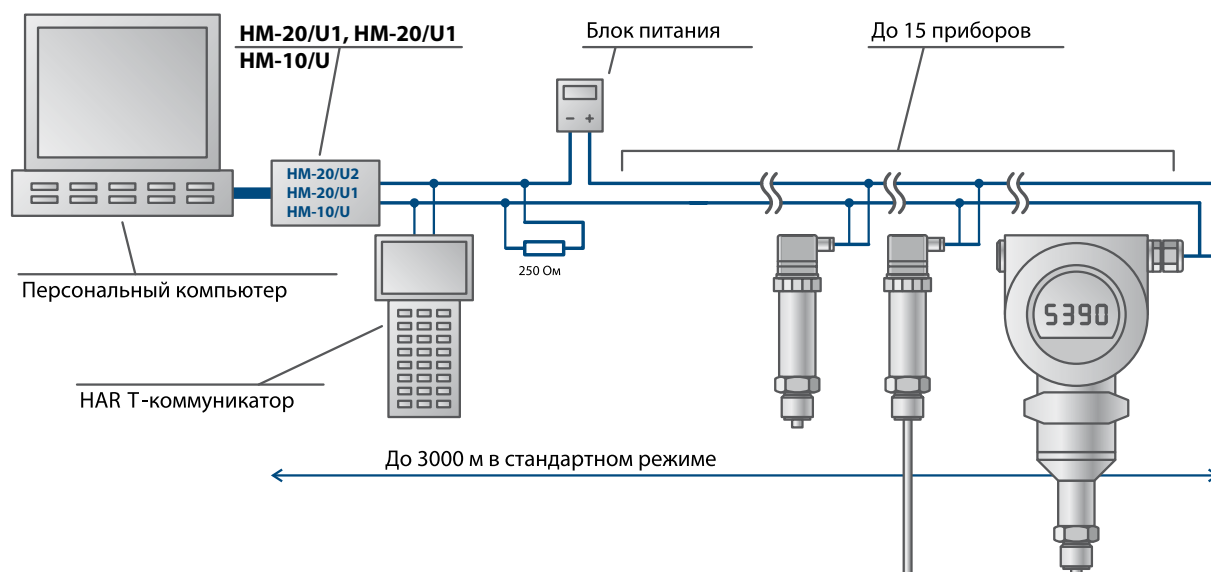 HM-20/U1, HM-20/U1
HM-10/U
Блок питания
До 15 приборов
HM-20/U2
HM-20/U1
HM-10/U
250 Ом
Персональный компьютер
5390
HAR T-коммуникатор
До 3000 м в стандартном режиме